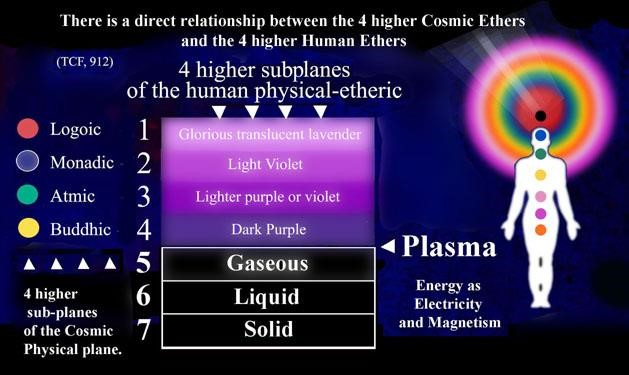 There is a direct relationship between the 4 higher Cosmic Ethers
and the 4 higher Human Ethers
(TCF, 912)
4 higher subplanes
of the human physical-etheric
Logoic
1
Glorious translucent lavender
Monadic
2
Light Violet
Atmic
3
Lighter purple or violet
Buddhic
4
Dark Purple
Plasma
5
Gaseous
6
Liquid
7
Solid
4 higher
sub-planes
of the Cosmic
Physical plane.
Energy as
Electricity
and Magnetism